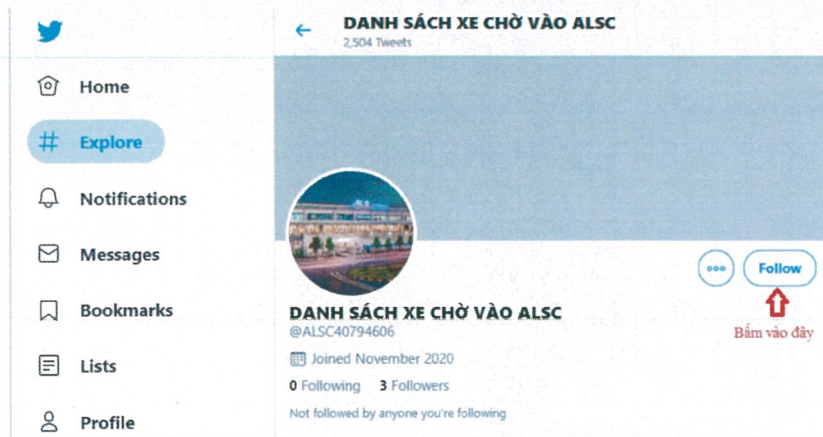 DANH SÁCH XE CHỜ VÀO ALSC
2,504 Tweets
Home
Explore
Notifications
Messages
Bookmarks
Lists
Profile
Follow
Bấm vào đây
DANH SÁCH XE CHỜ VÀO ALSC
@ALSC40794606
Joined November 2020
0 Following 3 Followers
Not followed by anyone you're following